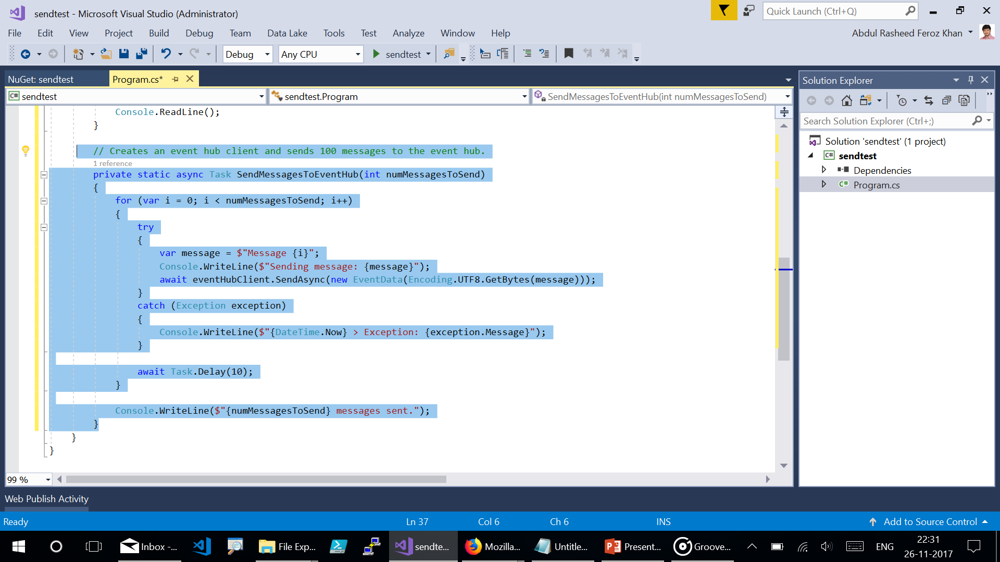 sendtest - Microsoft Visual Studio (Administrator)
Quick Launch (Ctrl+Q)
File Edit View Project Build Debug Team Data Lake Tools Test Analyze Window Help
Abdul Rasheed Feroz Khan
Debug Any CPU sendtest
NuGet: sendtest Program.cs*
Solution Explorer
C# sendtest sendtest.Program SendMessagesToEventHub(int numMessagesToSend)
Search Solution Explorer (Ctrl+;)
Solution 'sendtest' (1 project)
C# sendtest
Dependencies
C# Program.cs
Console.ReadLine();
}
// Creates an event hub client and sends 100 messages to the event hub.
1 reference
private static async Task SendMessagesToEventHub(int numMessagesToSend)
{
for (var i = 0; i < numMessagesToSend; i++)
{
try
{
var message = $"Message {i}";
Console.WriteLine($"Sending message: {message}");
await eventHubClient.SendAsync(new EventData(Encoding.UTF8.GetBytes(message)));
}
catch (Exception exception)
{
Console.WriteLine($"{DateTime.Now} > Exception: {exception.Message}");
}
await Task.Delay(10);
}
Console.WriteLine($"{numMessagesToSend} messages sent.");
}
}
}
99 %
Web Publish Activity
Ready Ln 37 Col 6 Ch 6 INS Add to Source Control
Inbox -... File Exp... sendte... Mozilla... Untitle... Present... Groove... ENG
22:31
26-11-2017